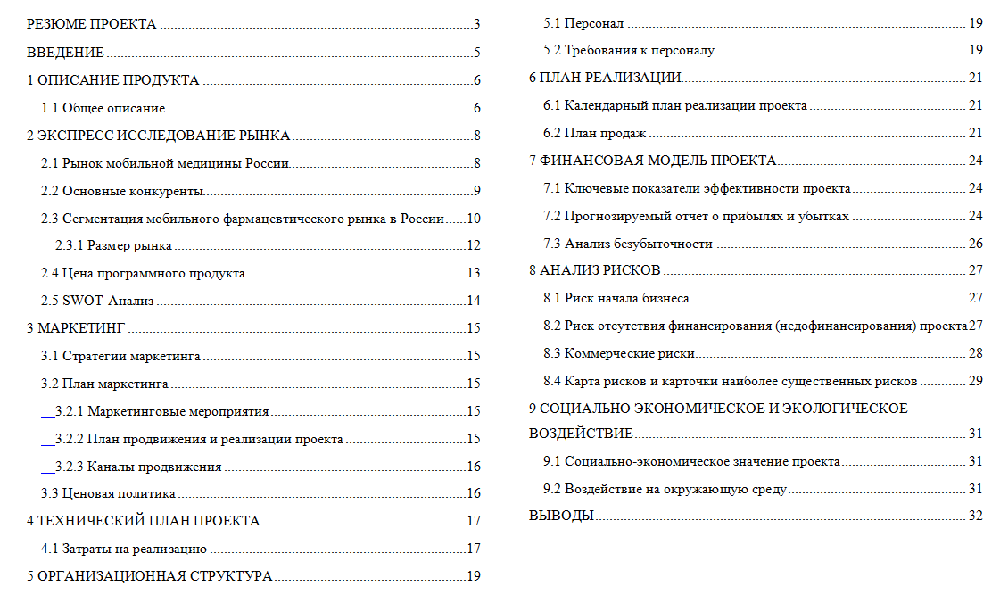 РЕЗЮМЕ ПРОЕКТА ... 3
ВВЕДЕНИЕ ... 5
1 ОПИСАНИЕ ПРОДУКТА ... 6
1.1 Общее описание ... 6
2 ЭКСПРЕСС ИССЛЕДОВАНИЕ РЫНКА ... 8
2.1 Рынок мобильной медицины России ... 8
2.2 Основные конкуренты ... 9
2.3 Сегментация мобильного фармацевтического рынка в России ... 10
__2.3.1 Размер рынка ... 12
2.4 Цена программного продукта ... 13
2.5 SWOT-Анализ ... 14
3 МАРКЕТИНГ ... 15
3.1 Стратегии маркетинга ... 15
3.2 План маркетинга ... 15
__3.2.1 Маркетинговые мероприятия ... 15
__3.2.2 План продвижения и реализации проекта ... 15
__3.2.3 Каналы продвижения ... 16
3.3 Ценовая политика ... 16
4 ТЕХНИЧЕСКИЙ ПЛАН ПРОЕКТА ... 17
4.1 Затраты на реализацию ... 17
5 ОРГАНИЗАЦИОННАЯ СТРУКТУРА ... 19
5.1 Персонал ... 19
5.2 Требования к персоналу ... 19
6 ПЛАН РЕАЛИЗАЦИИ ... 21
6.1 Календарный план реализации проекта ... 21
6.2 План продаж ... 21
7 ФИНАНСОВАЯ МОДЕЛЬ ПРОЕКТА ... 24
7.1 Ключевые показатели эффективности проекта ... 24
7.2 Прогнозируемый отчет о прибылях и убытках ... 24
7.3 Анализ безубыточности ... 26
8 АНАЛИЗ РИСКОВ ... 27
8.1 Риск начала бизнеса ... 27
8.2 Риск отсутствия финансирования (недофинансирования) проекта27
8.3 Коммерческие риски ... 28
8.4 Карта рисков и карточки наиболее существенных рисков ... 29
9 СОЦИАЛЬНО ЭКОНОМИЧЕСКОЕ И ЭКОЛОГИЧЕСКОЕ
ВОЗДЕЙСТВИЕ ... 31
9.1 Социально-экономическое значение проекта ... 31
9.2 Воздействие на окружающую среду ... 31
ВЫВОДЫ ... 32